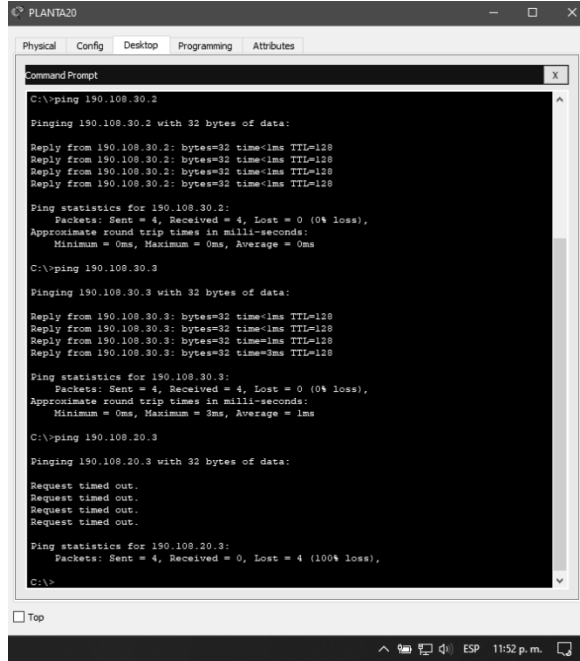 PLANTA20
Physical Config Desktop Programming Attributes
Command Prompt X
C:\>ping 190.108.30.2
Pinging 190.108.30.2 with 32 bytes of data:
Reply from 190.108.30.2: bytes=32 time<1ms TTL=128
Reply from 190.108.30.2: bytes=32 time<1ms TTL=128
Reply from 190.108.30.2: bytes=32 time<1ms TTL=128
Reply from 190.108.30.2: bytes=32 time<1ms TTL=128
Ping statistics for 190.108.30.2:
Packets: Sent = 4, Received = 4, Lost = 0 (0% loss),
Approximate round trip times in milli-seconds:
Minimum = 0ms, Maximum = 0ms, Average = 0ms
C:\>ping 190.108.30.3
Pinging 190.108.30.3 with 32 bytes of data:
Reply from 190.108.30.3: bytes=32 time<1ms TTL=128
Reply from 190.108.30.3: bytes=32 time<1ms TTL=128
Reply from 190.108.30.3: bytes=32 time=1ms TTL=128
Reply from 190.108.30.3: bytes=32 time=3ms TTL=128
Ping statistics for 190.108.30.3:
Packets: Sent = 4, Received = 4, Lost = 0 (0% loss),
Approximate round trip times in milli-seconds:
Minimum = 0ms, Maximum = 3ms, Average = 1ms
C:\>ping 190.108.20.3
Pinging 190.108.20.3 with 32 bytes of data:
Request timed out.
Request timed out.
Request timed out.
Request timed out.
Ping statistics for 190.108.20.3:
Packets: Sent = 4, Received = 0, Lost = 4 (100% loss),
C:\>
Top
ESP 11:52 p. m.